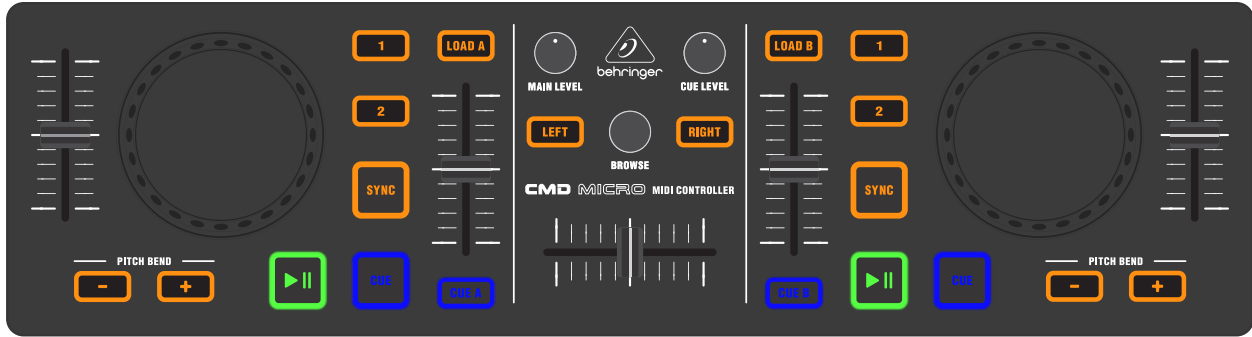 1
LOAD A
2
SYNC
PITCH BEND
-
+
CUE
CUE A
MAIN LEVEL
behringer
CUE LEVEL
LEFT
RIGHT
BROWSE
CMD MICRO MIDI CONTROLLER
LOAD B
1
2
SYNC
CUE B
CUE
PITCH BEND
-
+